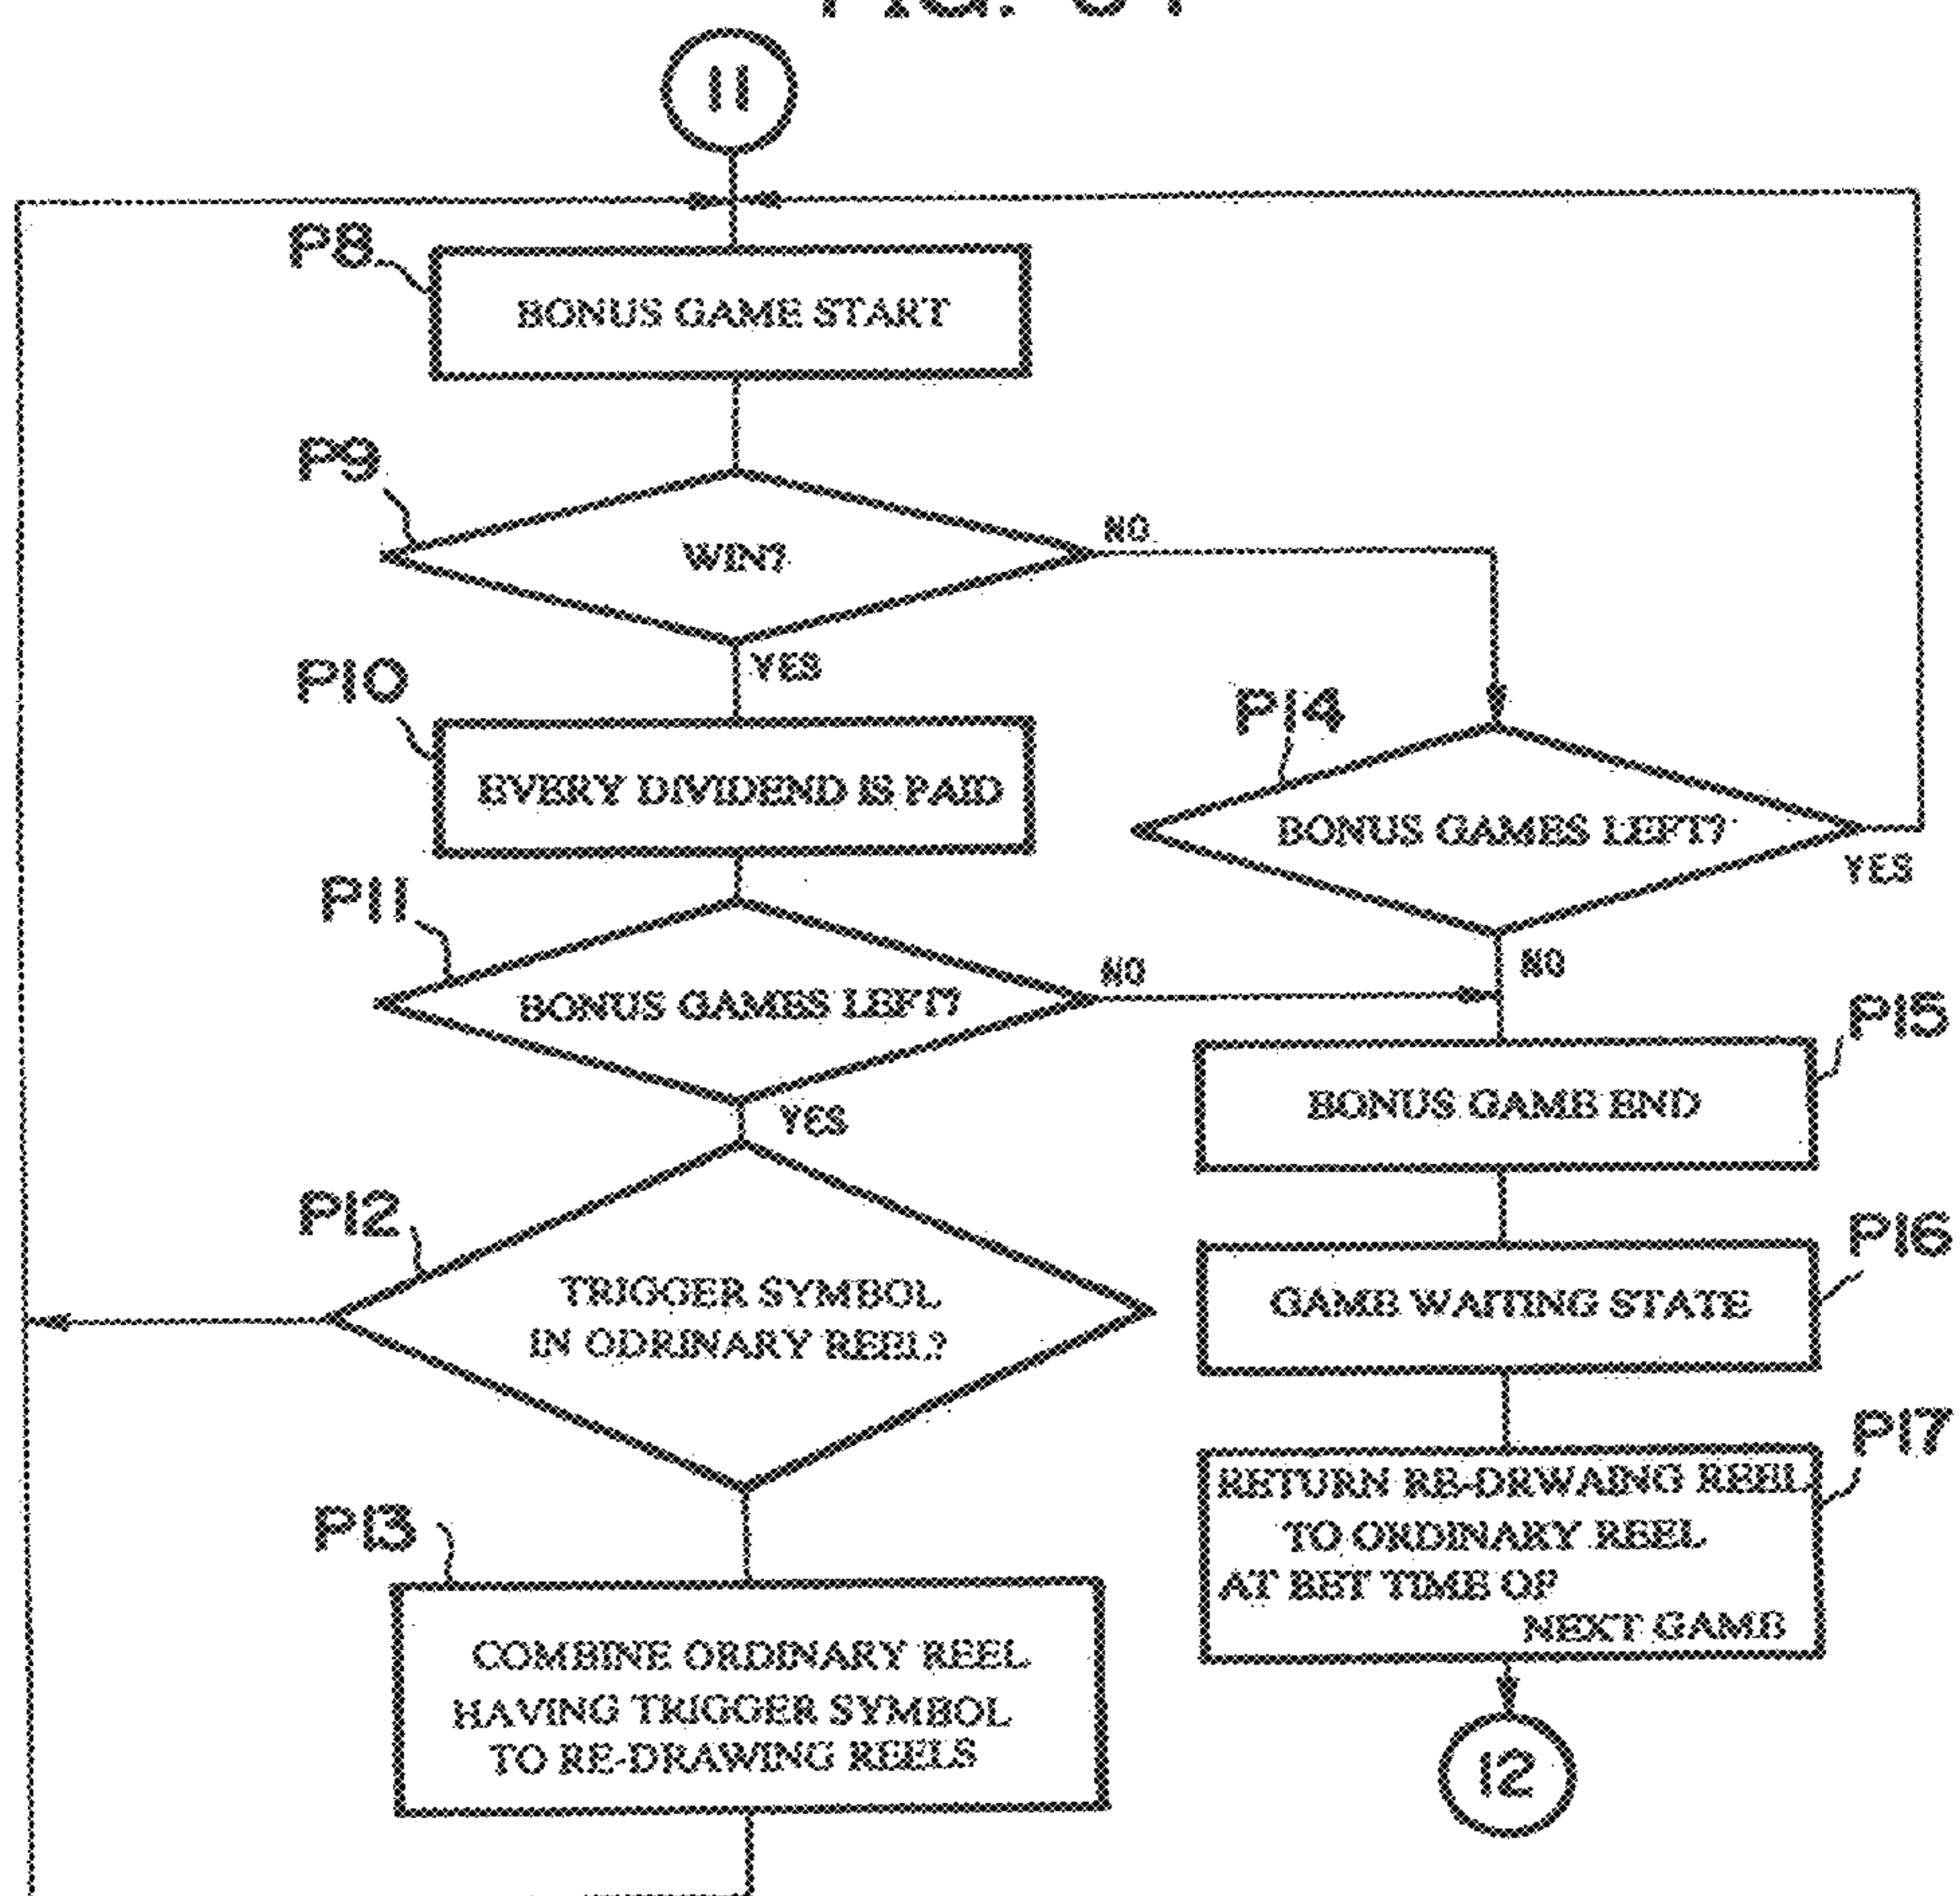 11
P8
BONUS GAME START
P9
WIN?
NO
YES
P10
EVERY DIVIDEND IS PAID
P14
BONUS GAMES LEFT?
YES
NO
P11
BONUS GAMES LEFT?
NO
YES
P15
BONUS GAME END
P12
TRIGGER SYMBOL
IN ODRINARY REEL?
P16
GAME WAITING STATE
P17
RETURN RE-DRWAING REEL
TO ORDINARY REEL
AT BET TIME OF
NEXT GAME
P13
COMBINE ORDINARY REEL
HAVING TRIGGER SYMBOL
TO RE-DRAWING REELS
12